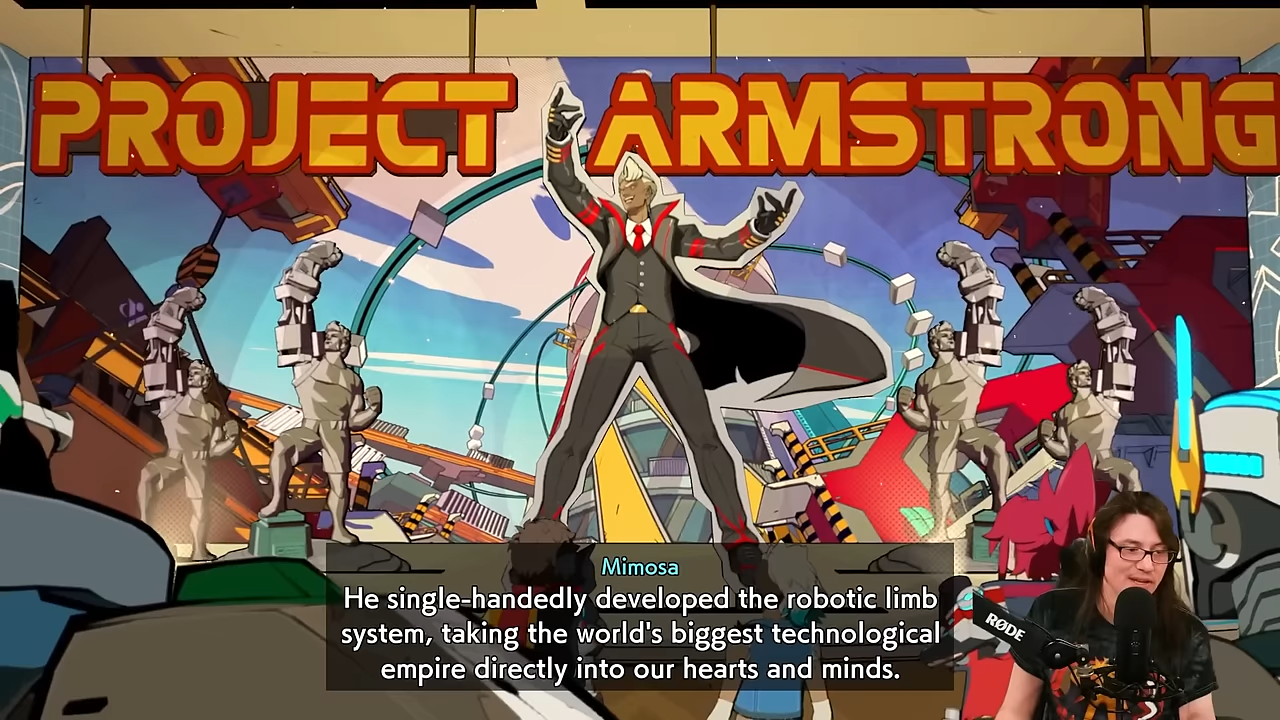 PROJECT ARMSTRONG
Mimosa
He single-handedly developed the robotic limb
system, taking the world's biggest technological
empire directly into our hearts and minds.
RØDE